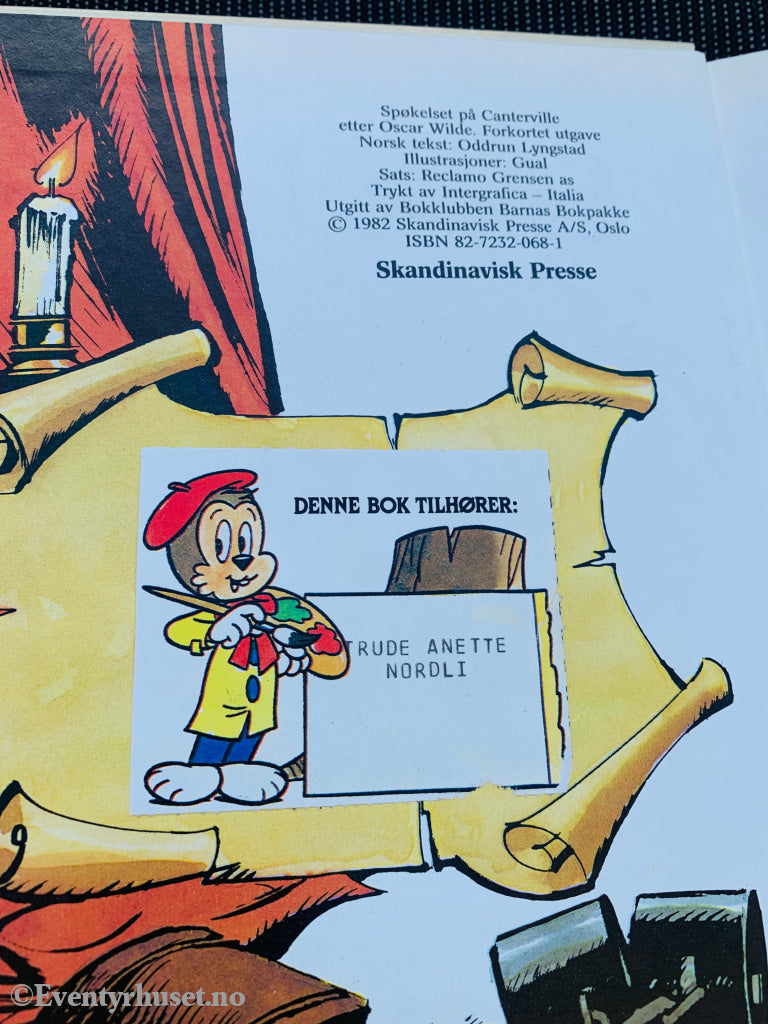 Spøkelset på Canterville
etter Oscar Wilde. Forkortet utgave
Norsk tekst: Oddrun Lyngstad
Illustrasjoner: Gual
Sats: Reclamo Grensen as
Trykt av Intergrafica – Italia
Utgitt av Bokklubben Barnas Bokpakke
© 1982 Skandinavisk Presse A/S, Oslo
ISBN 82-7232-068-1
Skandinavisk Presse
DENNE BOK TILHØRER:
TRUDE ANETTE
NORDLI
©Eventyrhuset.no